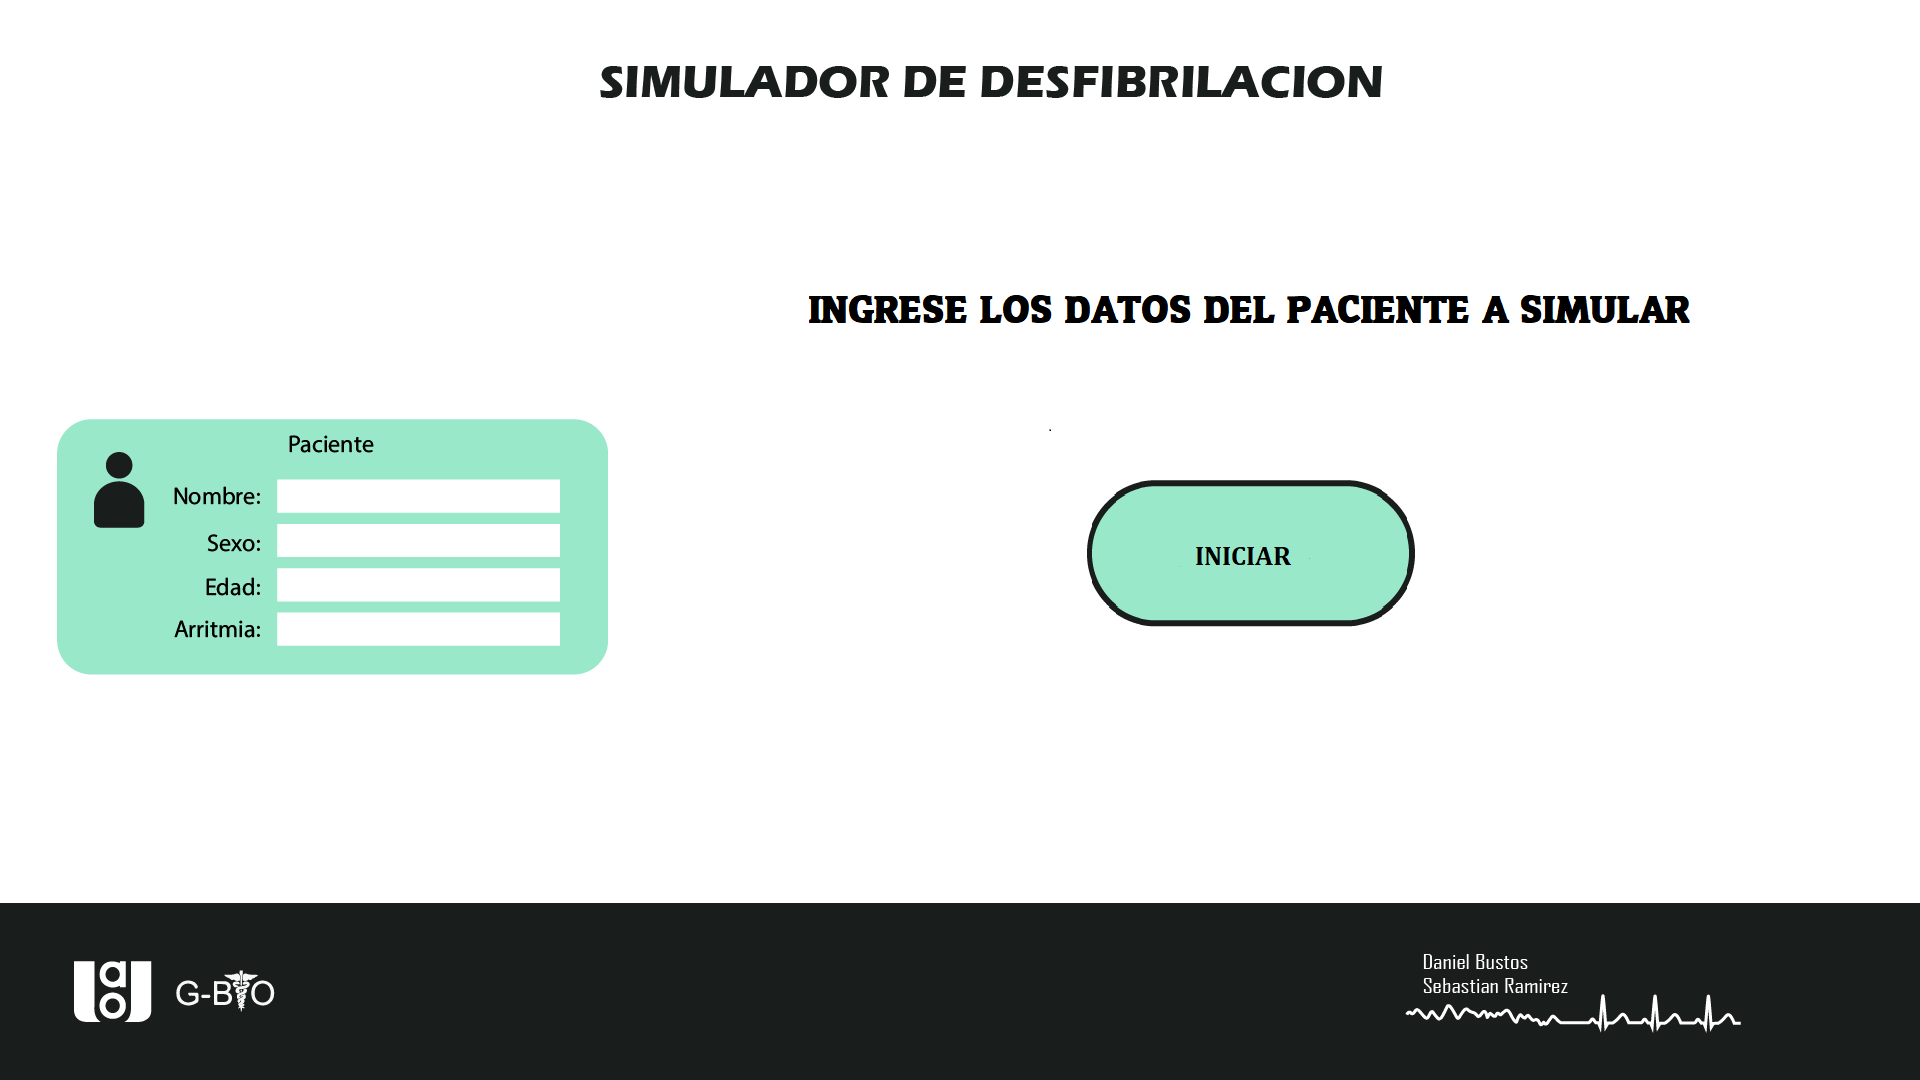 SIMULADOR DE DESFIBRILACION
INGRESE LOS DATOS DEL PACIENTE A SIMULAR
Paciente
Nombre:
Sexo:
Edad:
Arritmia:
INICIAR
uao
G-BIO
Daniel Bustos
Sebastian Ramirez